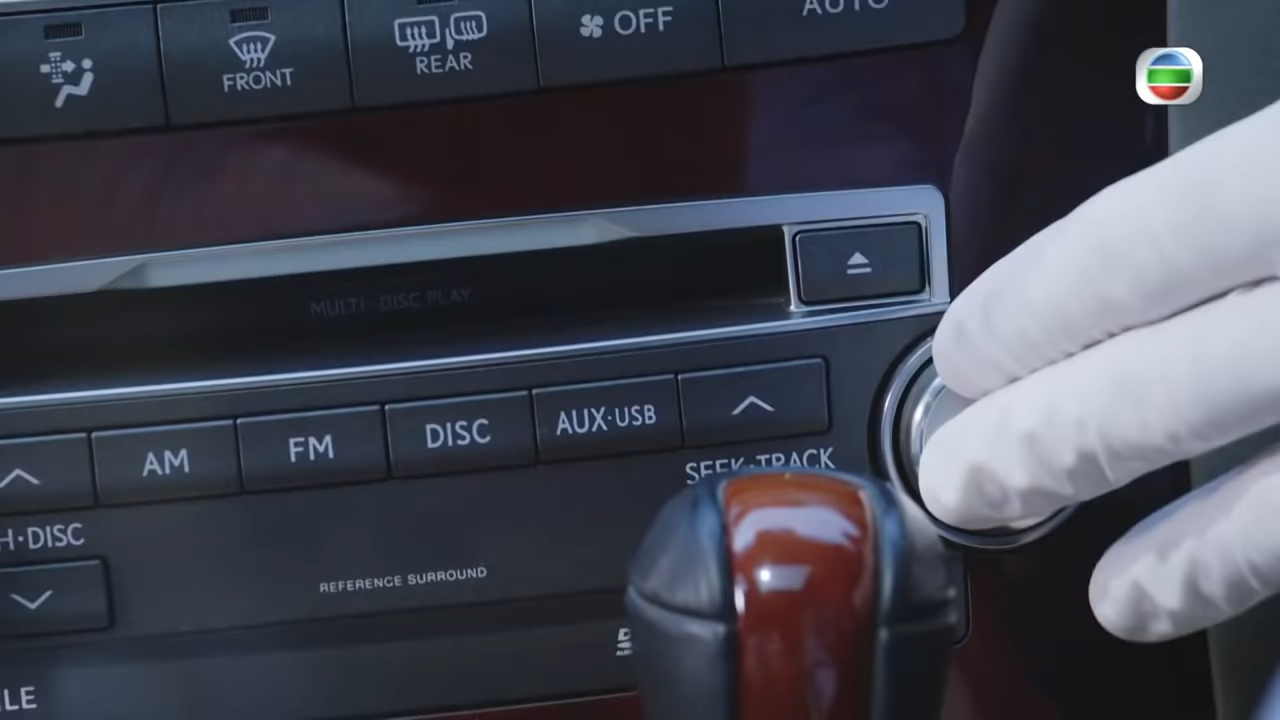 AUTO
OFF
FRONT
REAR
MULTI·DISC PLAY
AM
FM
DISC
AUX·USB
SEEK·TRACK
H·DISC
REFERENCE SURROUND
LE